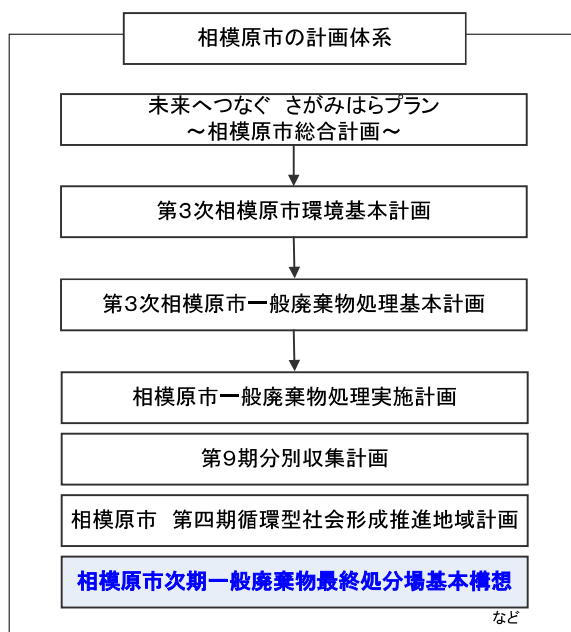 相模原市の計画体系
未来へつなぐ さがみはらプラン
～相模原市総合計画～
第3次相模原市環境基本計画
第3次相模原市一般廃棄物処理基本計画
相模原市一般廃棄物処理実施計画
第9期分別収集計画
相模原市 第四期循環型社会形成推進地域計画
相模原市次期一般廃棄物最終処分場基本構想
など